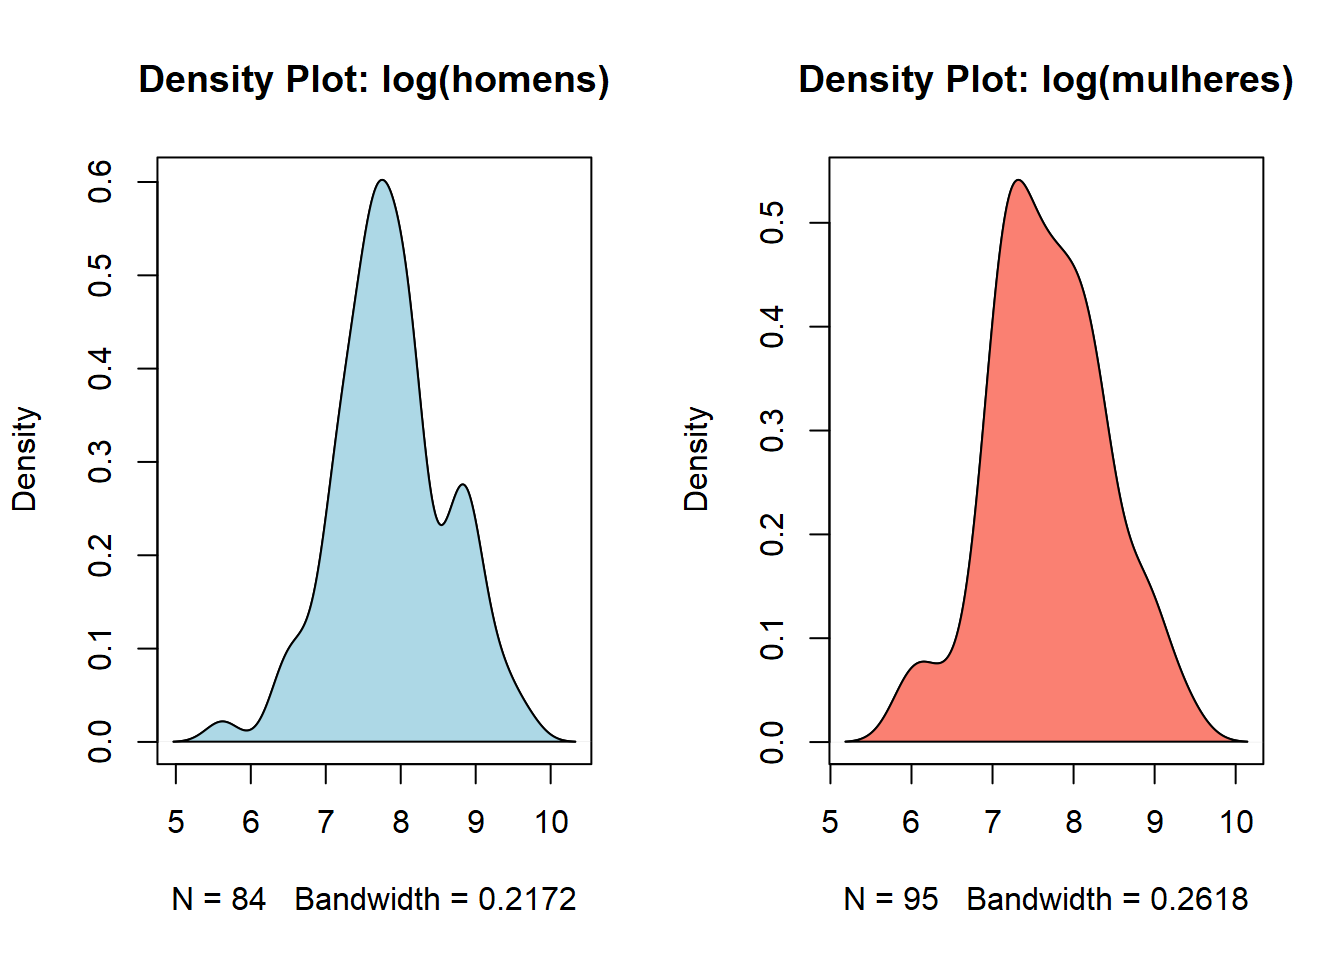 Density Plot: log(homens)
Density
0.6
0.5
0.4
0.3
0.2
0.1
0.0
5 6 7 8 9 10
N = 84 Bandwidth = 0.2172
Density Plot: log(mulheres)
Density
0.5
0.4
0.3
0.2
0.1
0.0
5 6 7 8 9 10
N = 95 Bandwidth = 0.2618